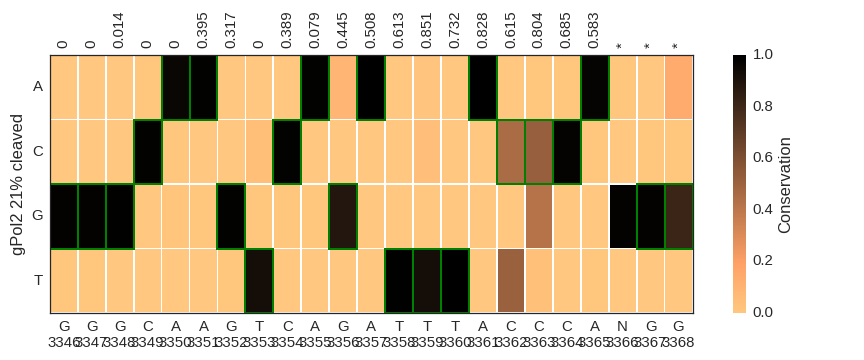 0 0 0.014 0 0 0.395 0.317 0 0.389 0.079 0.445 0.508 0.613 0.851 0.732 0.828 0.615 0.804 0.685 0.583 * * *
A
C
G
T
gPol2 21% cleaved
G G G C A A G T C A G A T T T A C C C A N G G
3346 3347 3348 3349 3350 3351 3352 3353 3354 3355 3356 3357 3358 3359 3360 3361 3362 3363 3364 3365 3366 3367 3368
1.0
0.8
0.6
0.4
0.2
0.0
Conservation